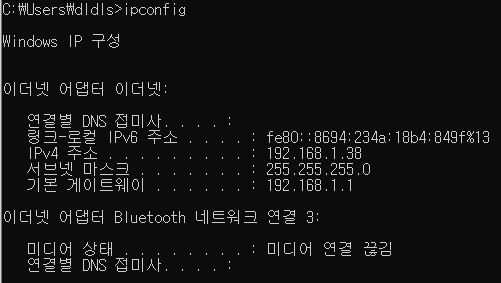 C:₩Users₩dldls>ipconfig
Windows IP 구성
이더넷 어댑터 이더넷:
연결별 DNS 접미사. . . . :
링크-로컬 IPv6 주소 . . . . : fe80::8694:234a:18b4:849f%13
IPv4 주소 . . . . . . . . . : 192.168.1.38
서브넷 마스크 . . . . . . . : 255.255.255.0
기본 게이트웨이 . . . . . . : 192.168.1.1
이더넷 어댑터 Bluetooth 네트워크 연결 3:
미디어 상태 . . . . . . . . : 미디어 연결 끊김
연결별 DNS 접미사. . . . :